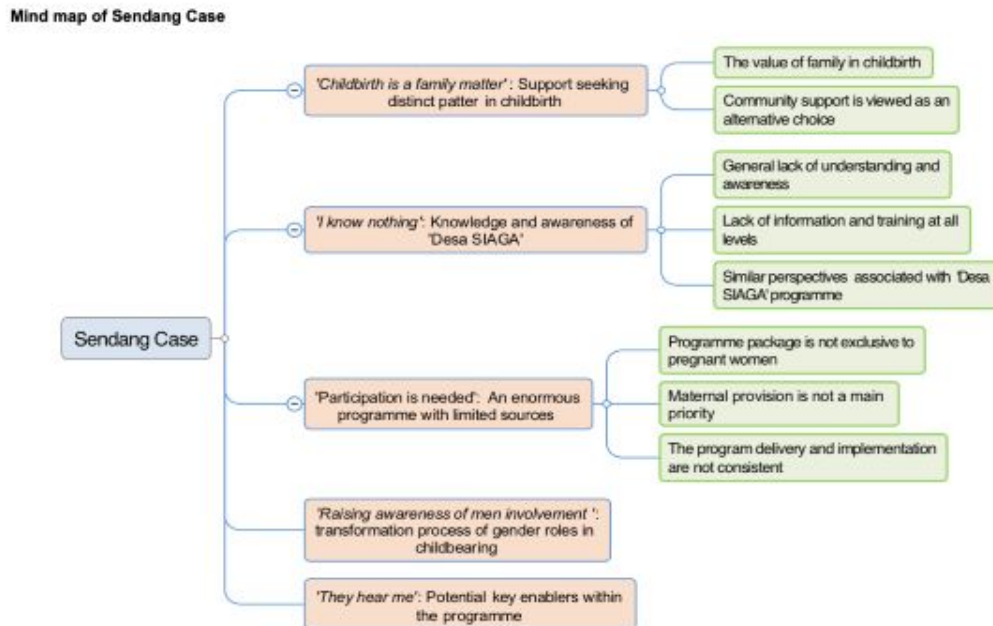 Mind map of Sendang Case
'Childbirth is a family matter' : Support seeking
distinct patter in childbirth
The value of family in childbirth
Community support is viewed as an
alternative choice
'I know nothing': Knowledge and awareness of
'Desa SIAGA'
General lack of understanding and
awareness
Lack of information and training at all
levels
Similar perspectives associated with 'Desa
SIAGA' programme
Sendang Case
'Participation is needed': An enormous
programme with limited sources
Programme package is not exclusive to
pregnant women
Maternal provision is not a main
priority
The program delivery and implementation
are not consistent
'Raising awareness of men involvement ':
transformation process of gender roles in
childbearing
'They hear me': Potential key enablers within
the programme